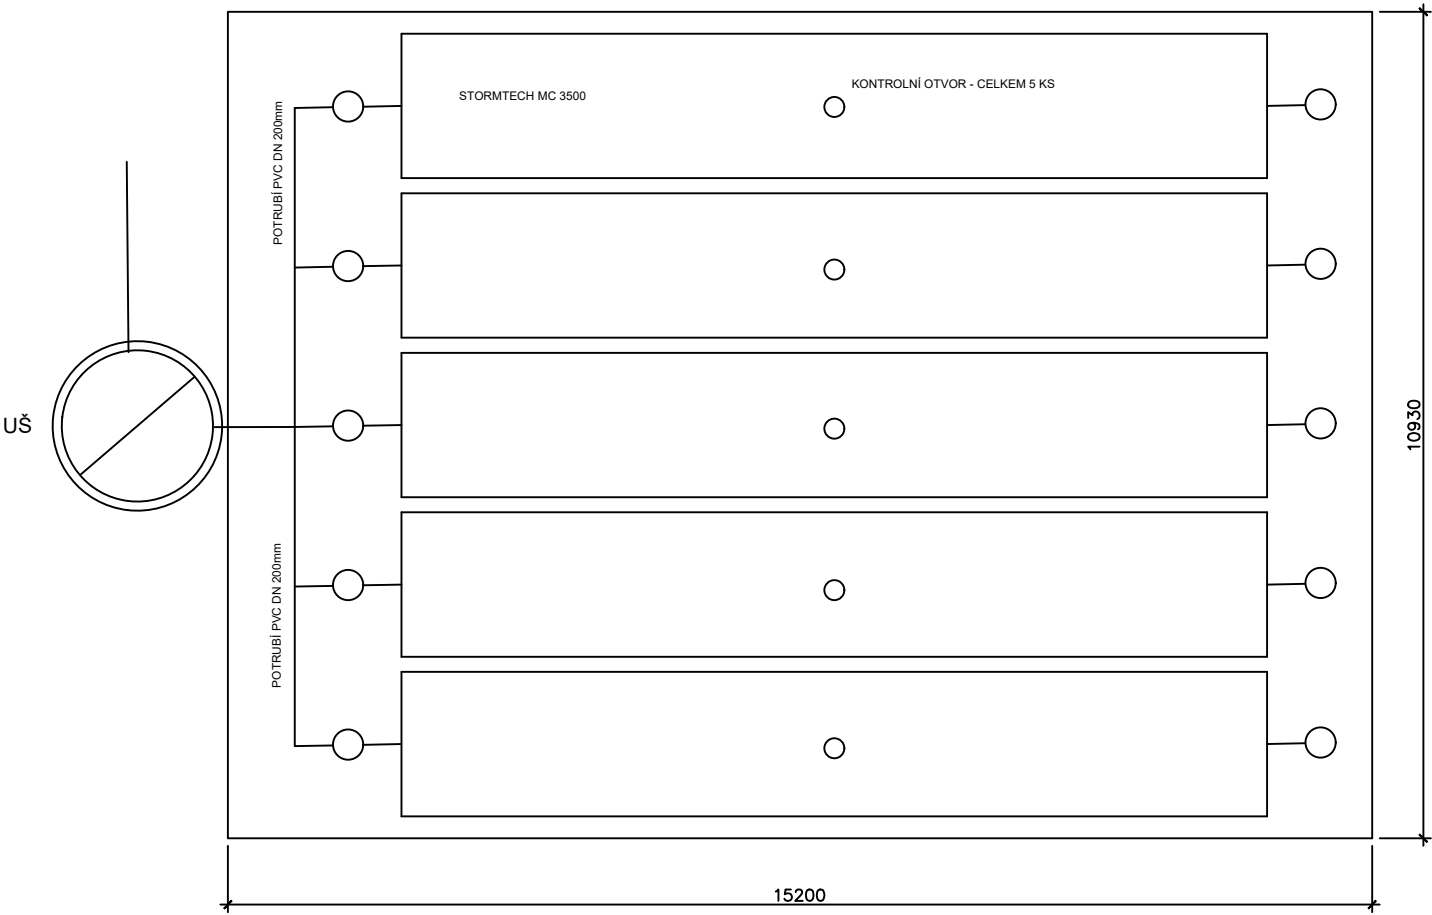 STORMTECH MC 3500
KONTROLNÍ OTVOR - CELKEM 5 KS
POTRUBÍ PVC DN 200mm
UŠ
10930
POTRUBÍ PVC DN 200mm
15200